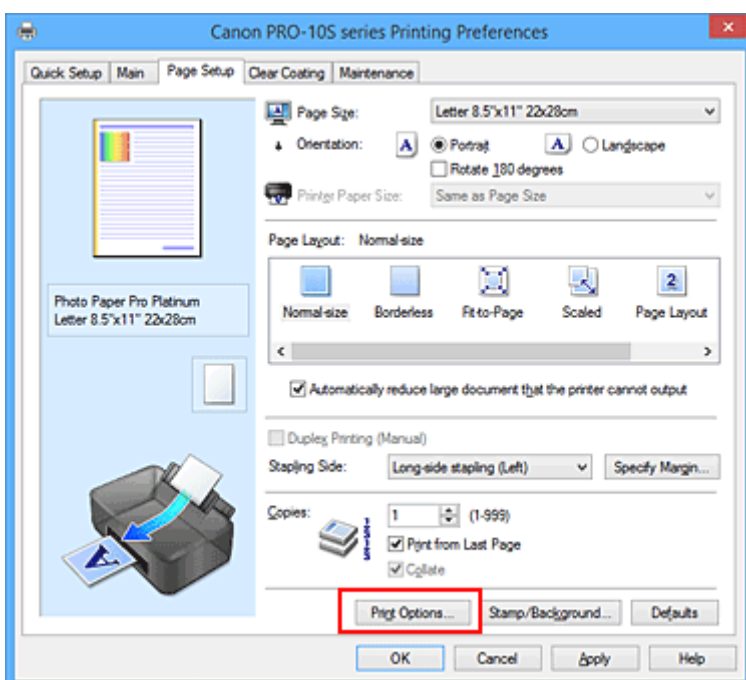 Canon PRO-10S series Printing Preferences
Quick Setup Main Page Setup Clear Coating Maintenance
Page Size: Letter 8.5"x11" 22x28cm
Orientation: A Portrait A Landscape
Rotate 180 degrees
Printer Paper Size: Same as Page Size
Page Layout: Normal-size
2
Normal-size Borderless Fit-to-Page Scaled Page Layout
Photo Paper Pro Platinum
Letter 8.5"x11" 22x28cm
Automatically reduce large document that the printer cannot output
Duplex Printing (Manual)
Stapling Side: Long-side stapling (Left) Specify Margin...
Copies: 1 (1-999)
Print from Last Page
Collate
A
Print Options... Stamp/Background... Defaults
OK Cancel Apply Help